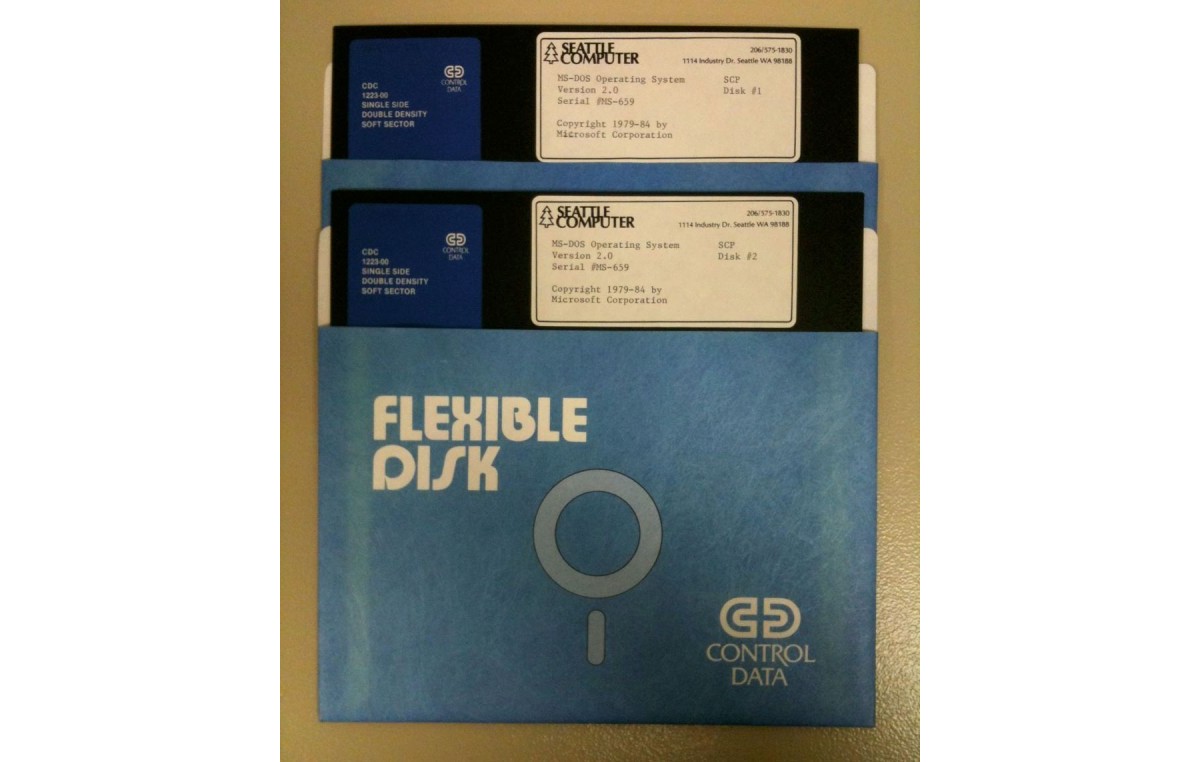 CDC
1223-00
SINGLE SIDE
DOUBLE DENSITY
SOFT SECTOR
CONTROL
DATA
SEATTLE
COMPUTER
206/575-1830
1114 Industry Dr. Seattle WA 98188
MS-DOS Operating System SCP
Version 2.0 Disk #1
Serial #MS-659
Copyright 1979-84 by
Microsoft Corporation
CDC
1223-00
SINGLE SIDE
DOUBLE DENSITY
SOFT SECTOR
CONTROL
DATA
SEATTLE
COMPUTER
206/575-1830
1114 Industry Dr. Seattle WA 98188
MS-DOS Operating System SCP
Version 2.0 Disk #2
Serial #MS-659
Copyright 1979-84 by
Microsoft Corporation
FLEXIBLE
DISK
CONTROL
DATA